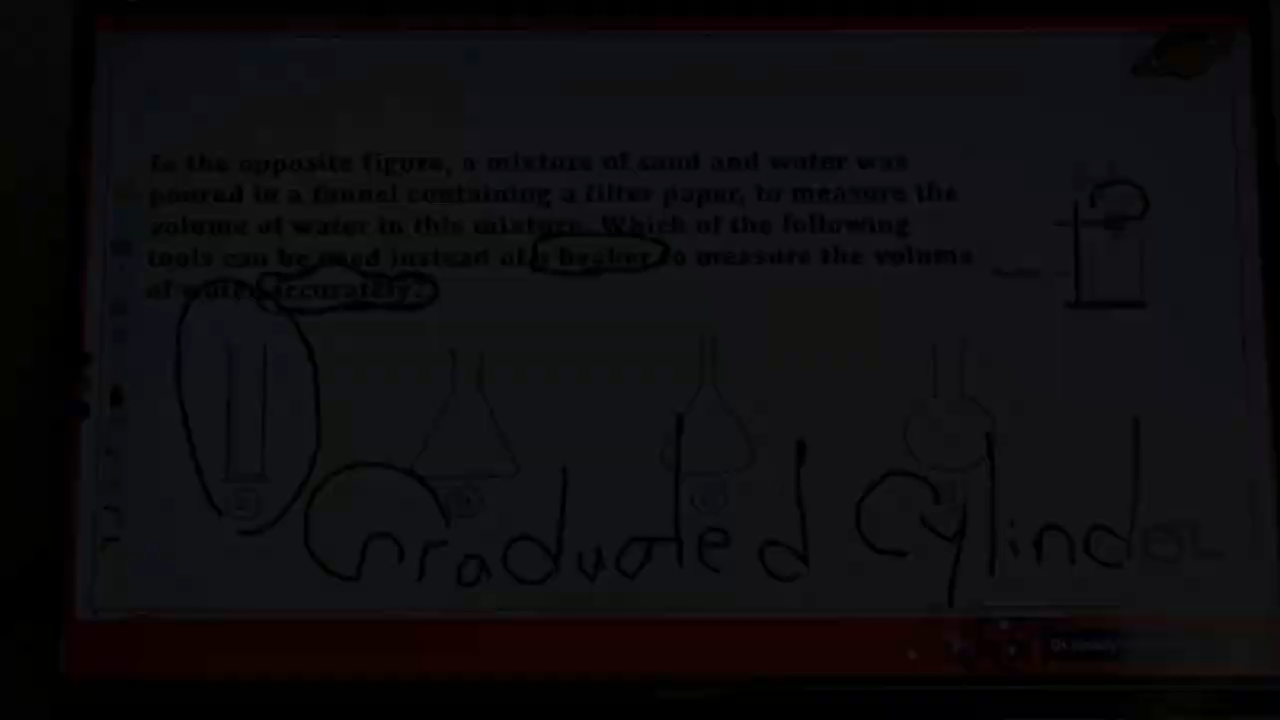 In the opposite figure, a mixture of sand and water was
poured in a funnel containing a filter paper, to measure the
volume of water in this mixture. Which of the following
tools can be used instead of a beaker to measure the volume
of water accurately?
Graduated Cylinder